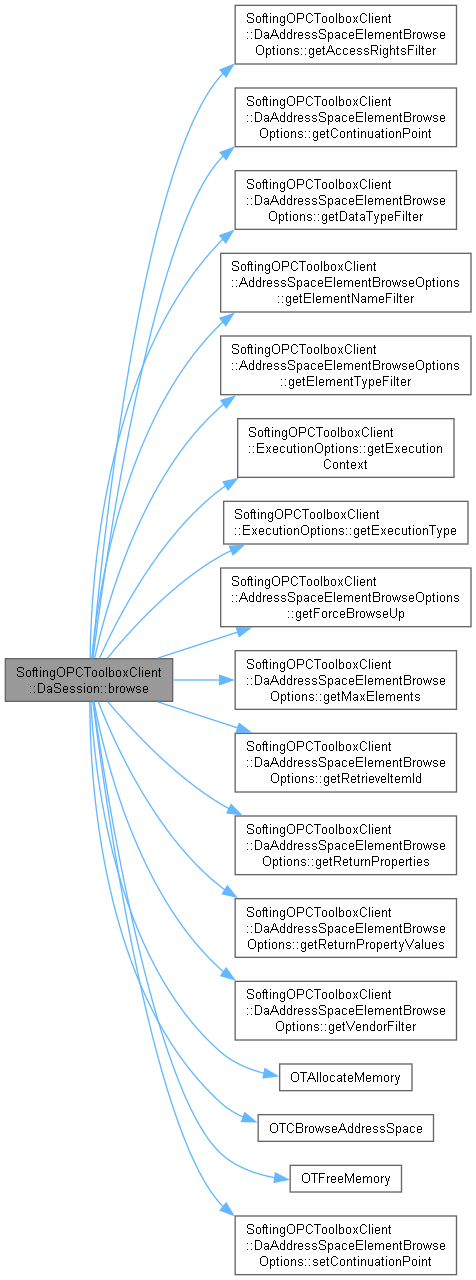 SoftingOPCToolboxClient
::DaAddressSpaceElementBrowse
Options::getAccessRightsFilter
SoftingOPCToolboxClient
::DaAddressSpaceElementBrowse
Options::getContinuationPoint
SoftingOPCToolboxClient
::DaAddressSpaceElementBrowse
Options::getDataTypeFilter
SoftingOPCToolboxClient
::AddressSpaceElementBrowseOptions
::getElementNameFilter
SoftingOPCToolboxClient
::AddressSpaceElementBrowseOptions
::getElementTypeFilter
SoftingOPCToolboxClient
::ExecutionOptions::getExecution
Context
SoftingOPCToolboxClient
::ExecutionOptions::getExecutionType
SoftingOPCToolboxClient
::AddressSpaceElementBrowseOptions
::getForceBrowseUp
SoftingOPCToolboxClient
::DaSession::browse
SoftingOPCToolboxClient
::DaAddressSpaceElementBrowse
Options::getMaxElements
SoftingOPCToolboxClient
::DaAddressSpaceElementBrowse
Options::getRetrieveItemId
SoftingOPCToolboxClient
::DaAddressSpaceElementBrowse
Options::getReturnProperties
SoftingOPCToolboxClient
::DaAddressSpaceElementBrowse
Options::getReturnPropertyValues
SoftingOPCToolboxClient
::DaAddressSpaceElementBrowse
Options::getVendorFilter
OTAllocateMemory
OTCBrowseAddressSpace
OTFreeMemory
SoftingOPCToolboxClient
::DaAddressSpaceElementBrowse
Options::setContinuationPoint